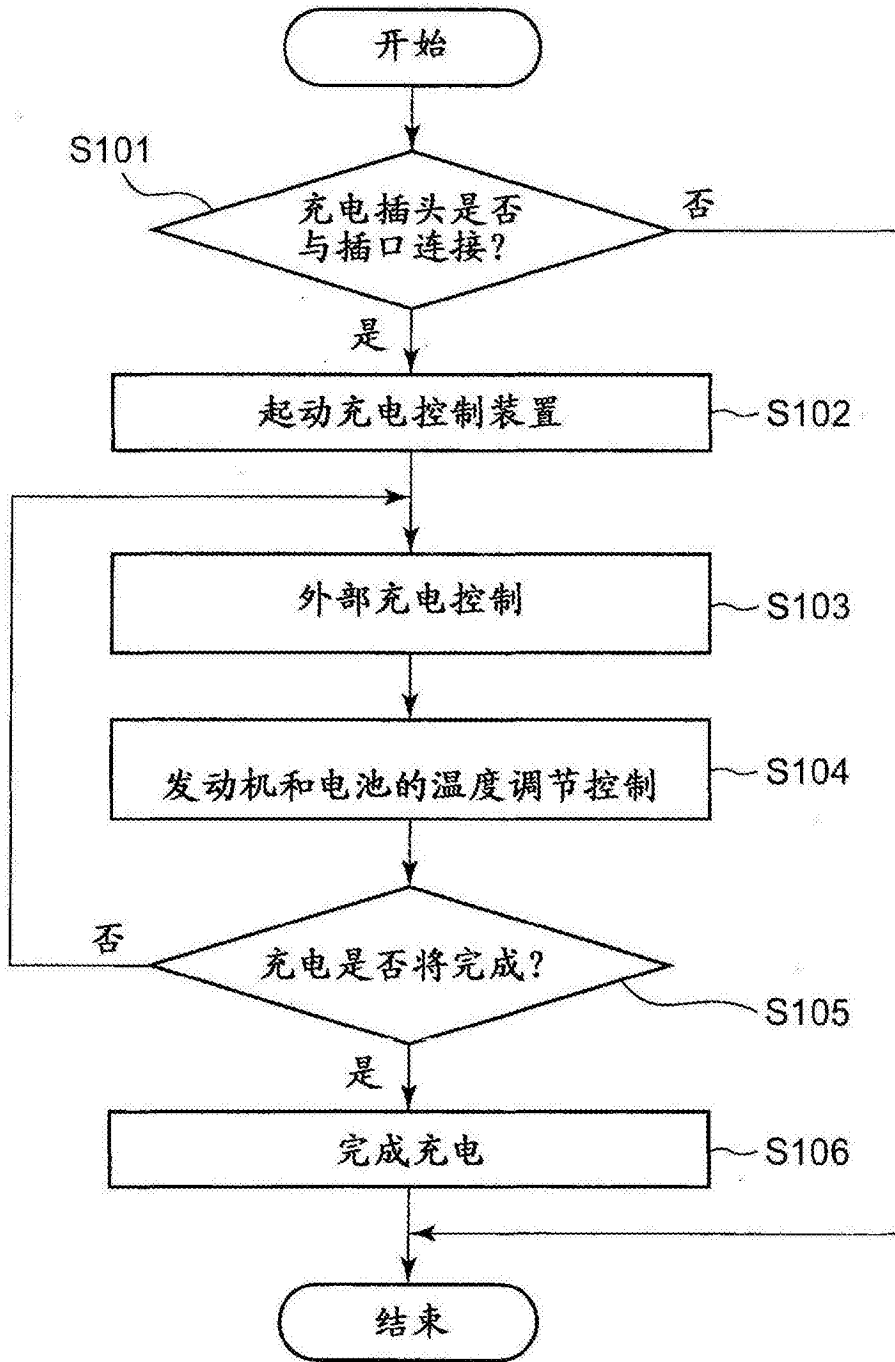 开始
S101
充电插头是否
与插口连接？
否
是
起动充电控制装置
S102
外部充电控制
S103
发动机和电池的温度调节控制
S104
否
充电是否将完成？
S105
是
完成充电
S106
结束